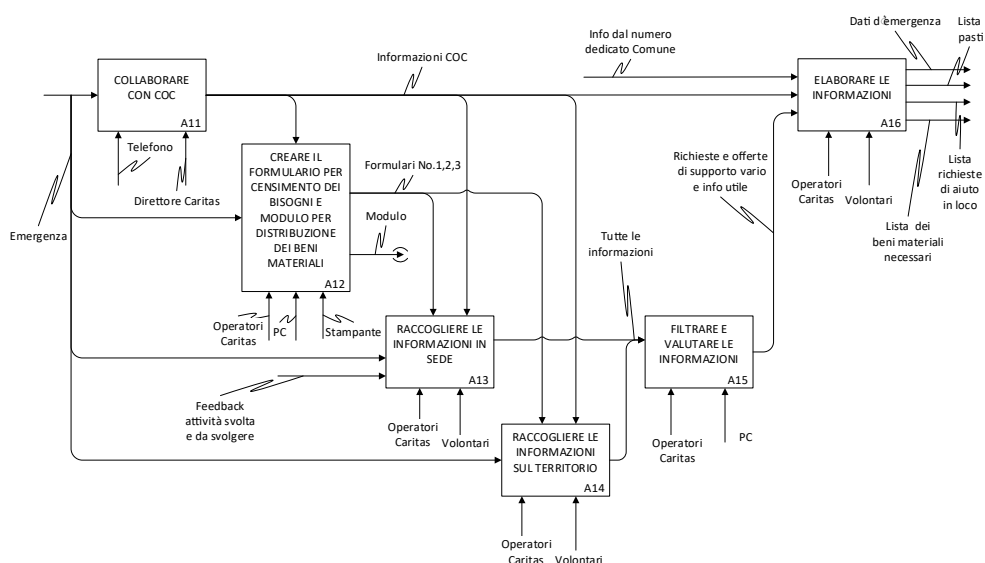 Dati d'emergenza
Lista
pasti
Info dal numero
dedicato Comune
Informazioni COC
COLLABORARE
CON COC
A11
ELABORARE LE
INFORMAZIONI
A16
Telefono
Direttore Caritas
CREARE IL
FORMULARIO PER
CENSIMENTO DEI
BISOGNI E
MODULO PER
DISTRIBUZIONE
DEI BENI
MATERIALI
A12
Formulari No.1,2,3
Modulo
Richieste e offerte
di supporto vario
e info utile
Operatori
Caritas
Volontari
Lista
richieste
di aiuto
in loco
Lista dei
beni materiali
necessari
Emergenza
Tutte le
informazioni
Operatori
Caritas
PC
Stampante
RACCOGLIERE LE
INFORMAZIONI IN
SEDE
A13
FILTRARE E
VALUTARE LE
INFORMAZIONI
A15
Feedback
attività svolta
e da svolgere
Operatori
Caritas
Volontari
RACCOGLIERE LE
INFORMAZIONI
SUL TERRITORIO
A14
Operatori
Caritas
PC
Operatori
Caritas
Volontari